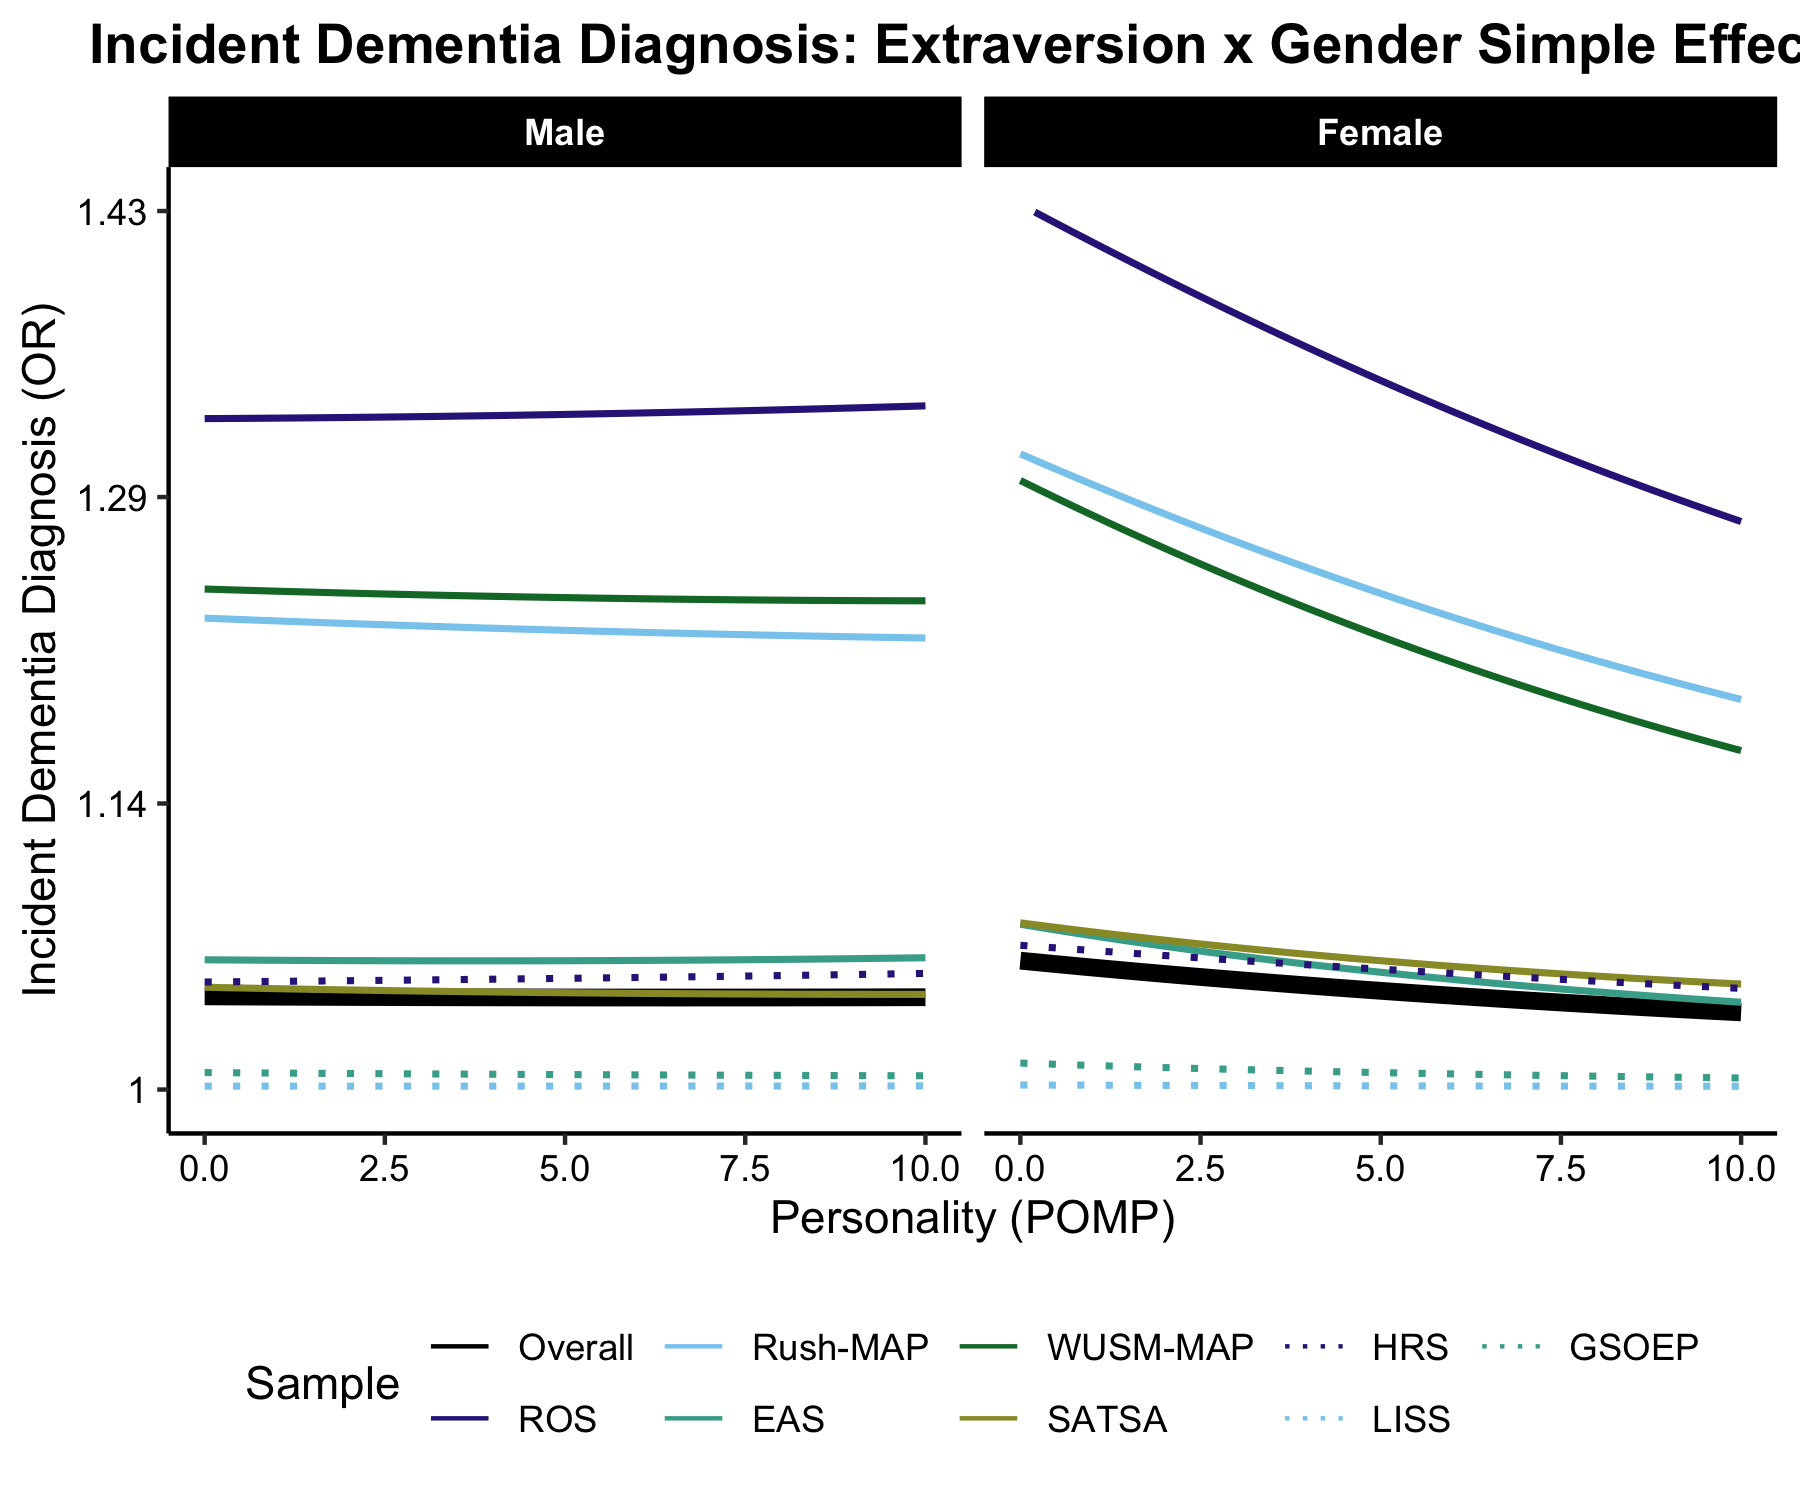 Incident Dementia Diagnosis: Extraversion x Gender Simple Effec
Male
Female
Incident Dementia Diagnosis (OR)
1.43
1.29
1.14
1
0.0 2.5 5.0 7.5 10.0
0.0 2.5 5.0 7.5 10.0
Personality (POMP)
Sample
Overall Rush-MAP WUSM-MAP HRS GSOEP
ROS EAS SATSA LISS